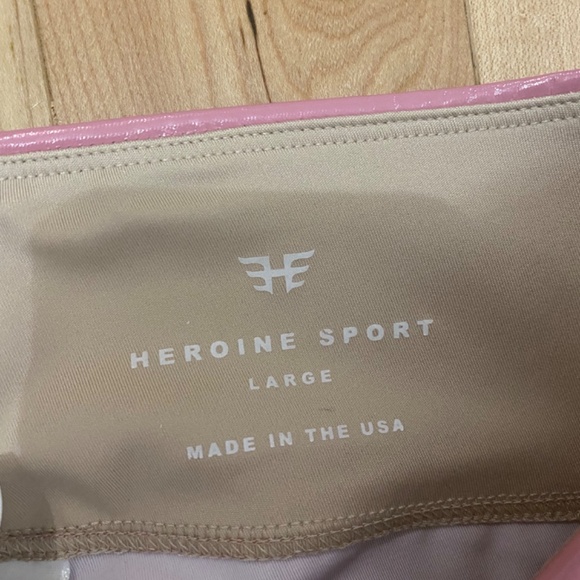 HEROINE SPORT
LARGE
MADE IN THE USA